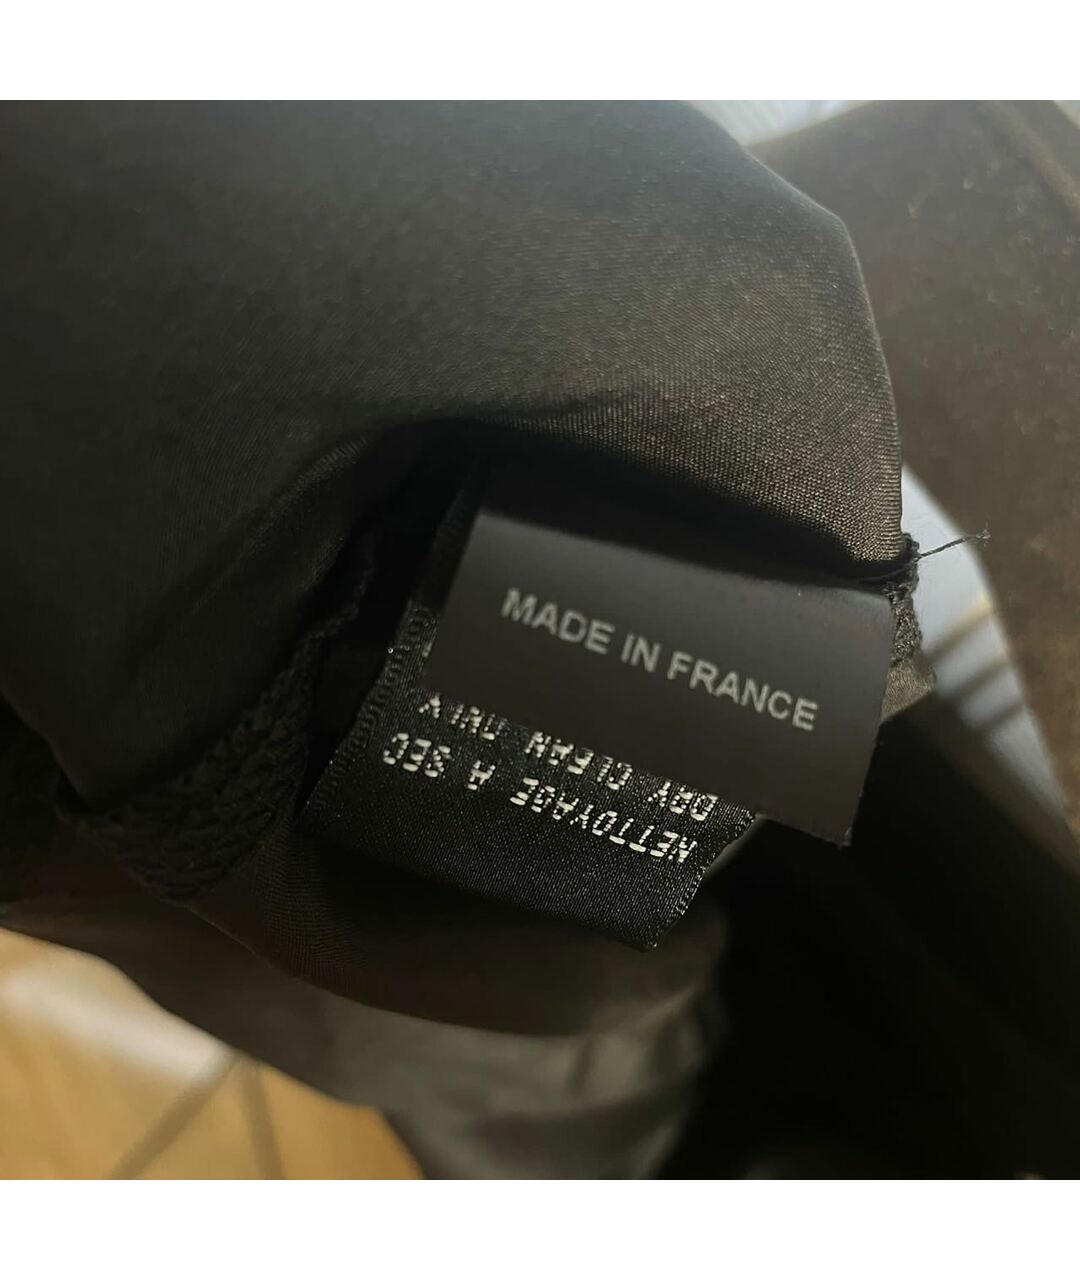 MADE IN FRANCE
NETTOYAGE A SEC
DRY CLEAN ONLY